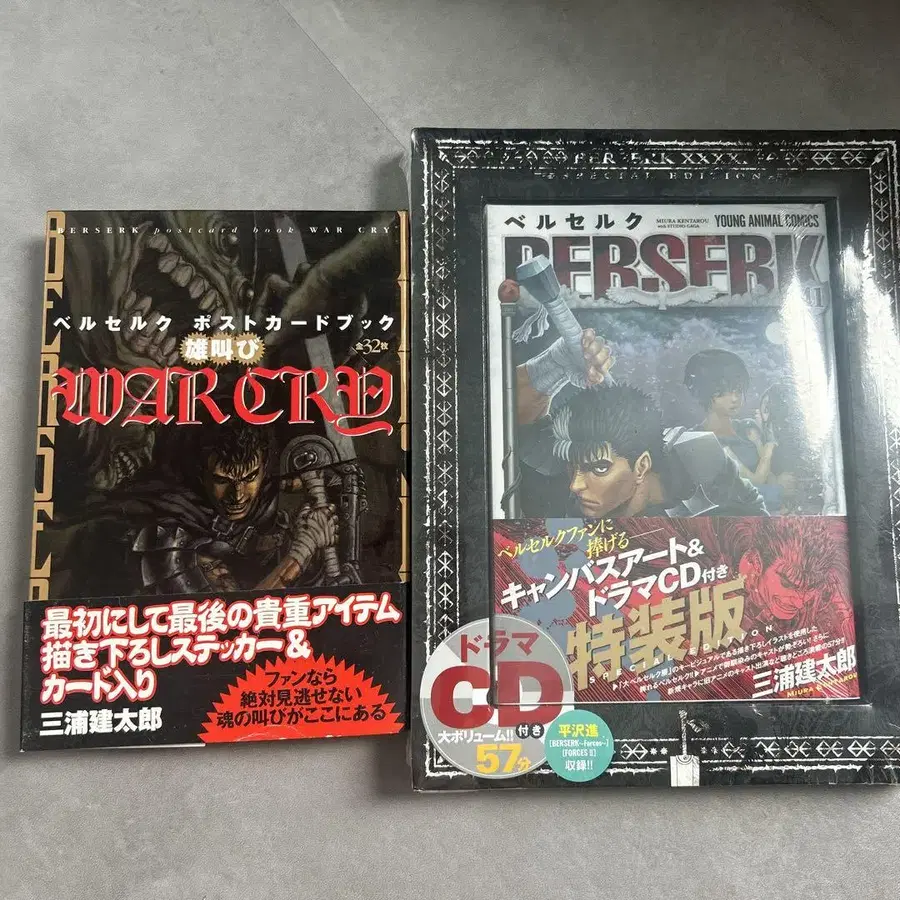 BERSERK postcard book WAR CRY
ベルセルク ポストカードブック
雄叫び
全32枚
WAR CRY
最初にして最後の貴重アイテム
描き下ろしステッカー&
カード入り
三浦建太郎
ファンなら
絶対見逃せない
魂の叫びがここにある
BERSERK XXXX
SPECIAL EDITION
ベルセルク
MIURA KENTAROU
with STUDIO GAGA
YOUNG ANIMAL COMICS
BERSERK
ベルセルクファンに
捧げる
キャンバスアート&
ドラマCD付き
特装版
SPECIAL EDITION
三浦建太郎
MIURA KENTAROU
ドラマ
CD
付き
大ボリューム!!
57分
平沢進
[BERSERK-Forces-]
[FORCES II]
収録!!